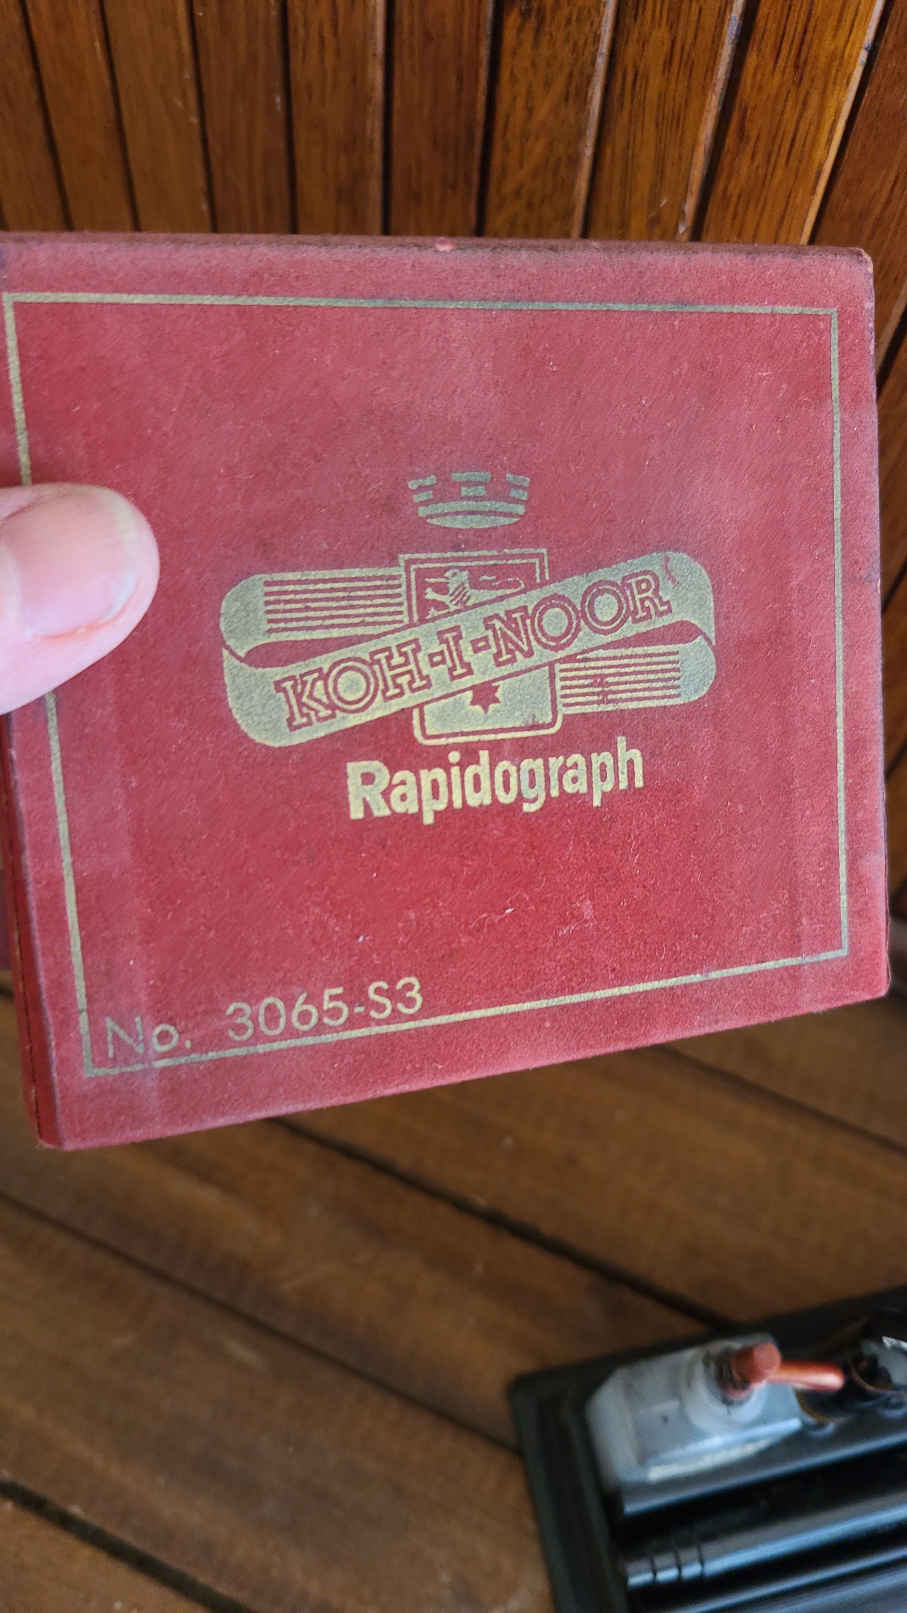 KOH-I-NOOR
Rapidograph
No. 3065-S3